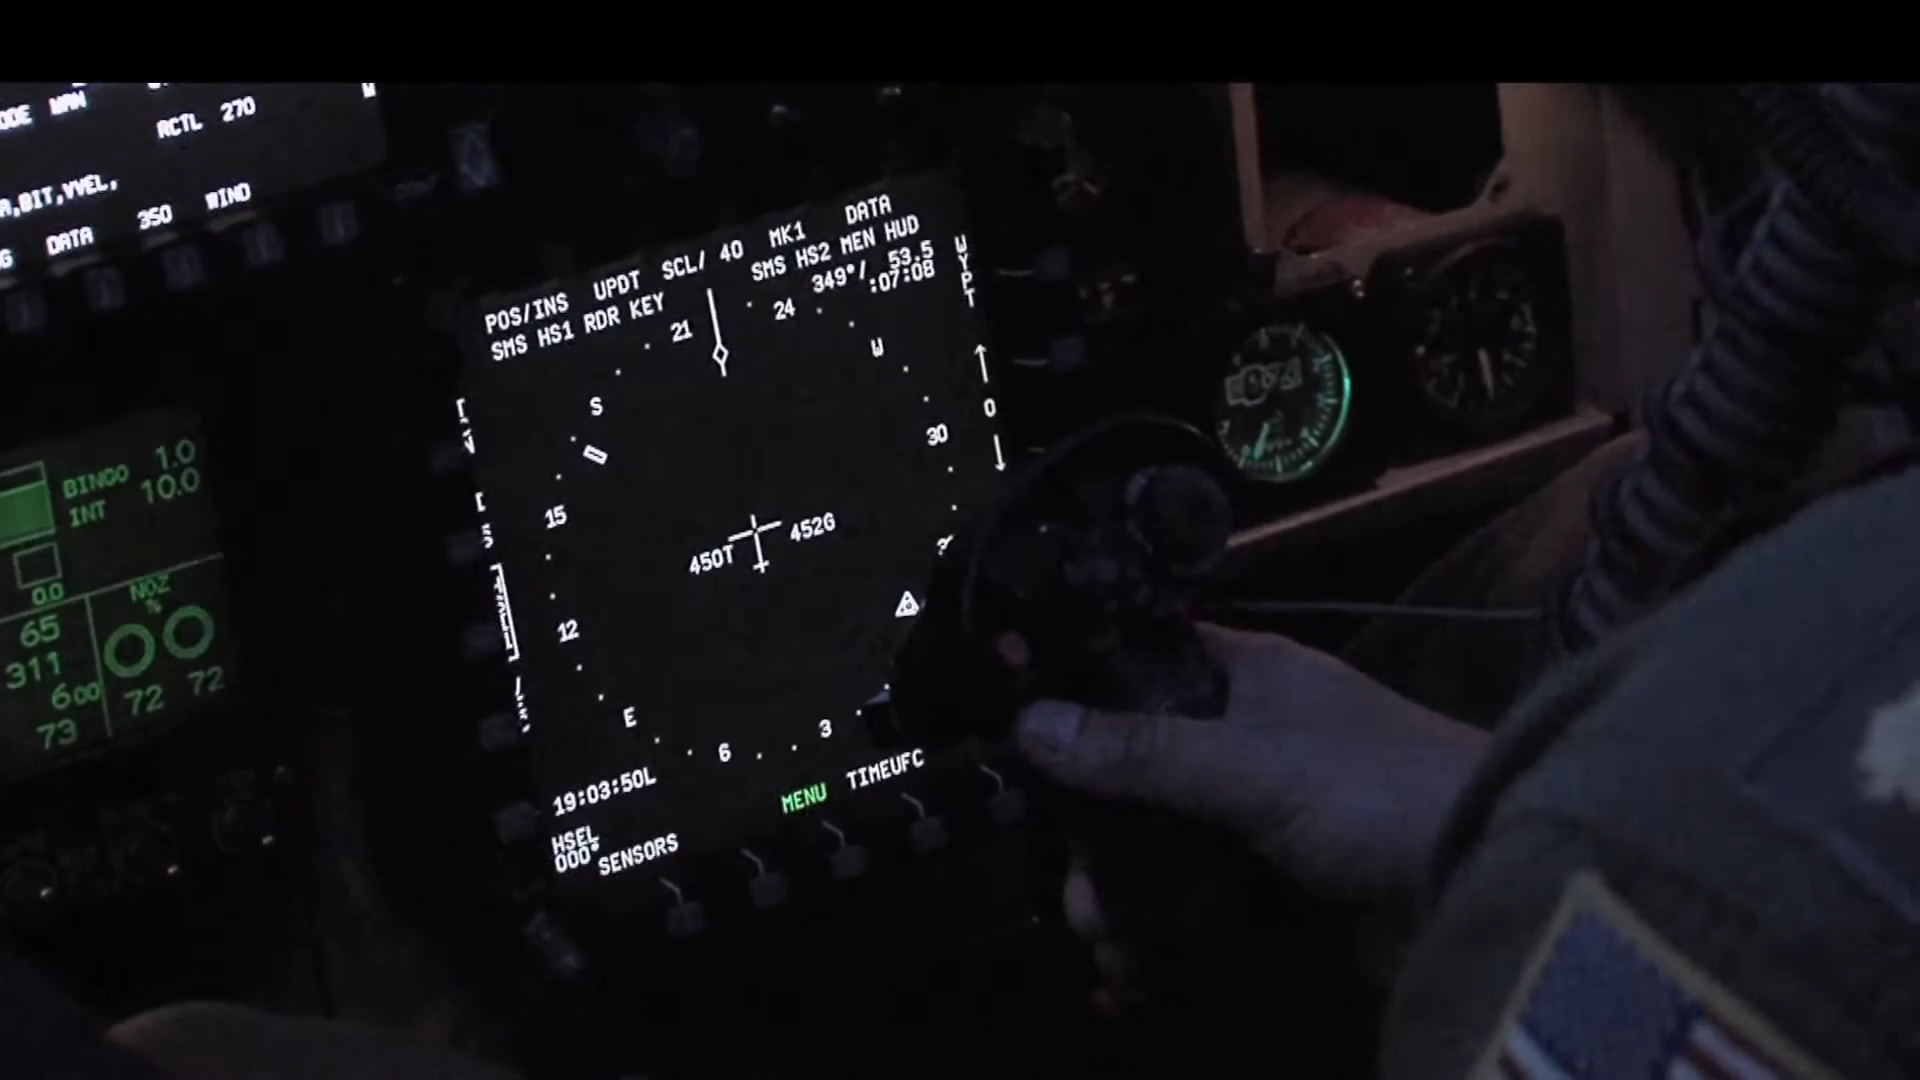 MAN
RCTL 270
BIT, VVEL,
DATA 350 WIND
BINGO 1.0
INT 10.0
0.0
NOZ
%
65
311
600
73
72 72
POS/INS UPDT SCL/ 40 MK1 DATA
SMS HS1 RDR KEY SMS HS2 MEN HUD
349°/ 53.5
:07:08
WYPT
21
24
W
S
30
0
15
450T
452G
12
E
6
3
19:03:50L
MENU TIMEUFC
HSEL
000°
SENSORS